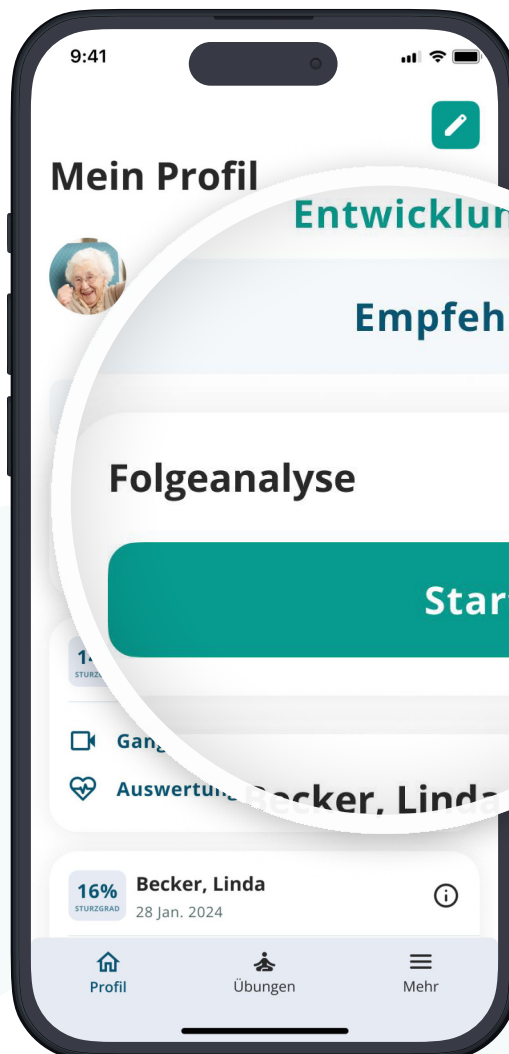 9:41
Mein Profil
Entwicklun
Empfeh
Folgeanalyse
Star
Gang
Auswertung
Becker, Linda
16%
STURZGRAD
Becker, Linda
28 Jan. 2024
Profil
Übungen
Mehr